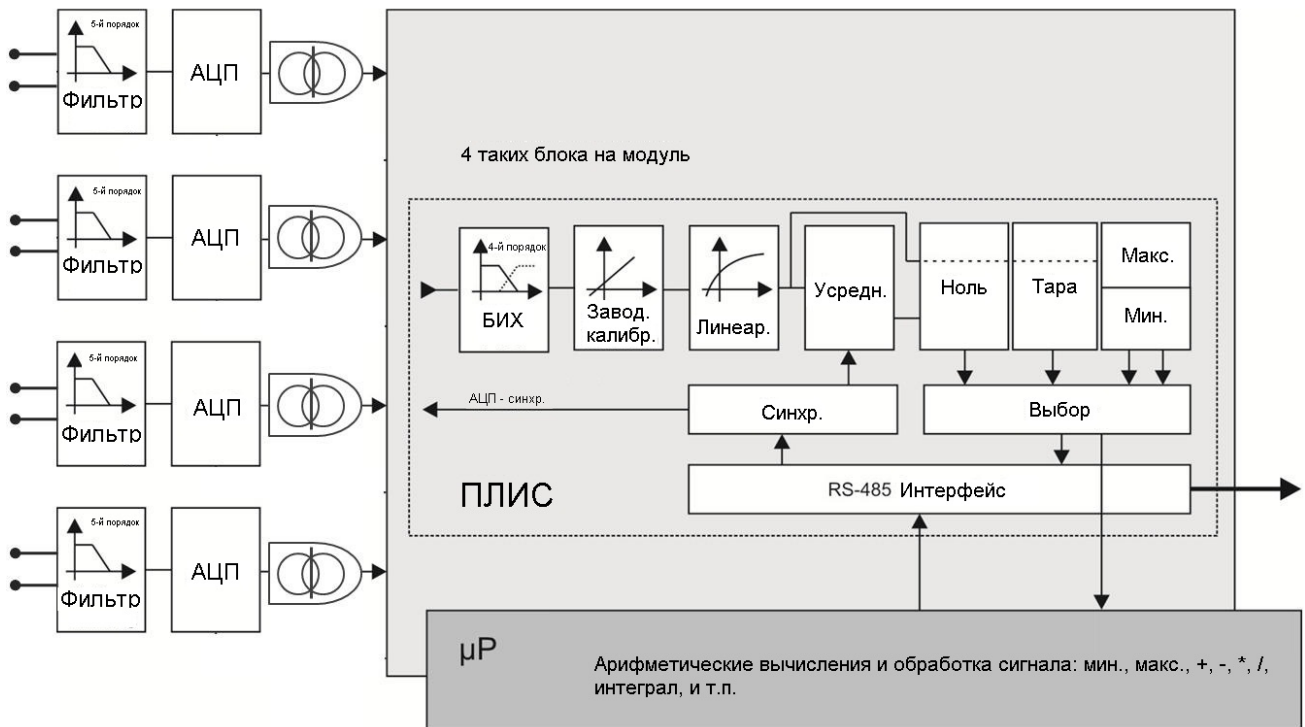 5-й порядок
Фильтр
АЦП
5-й порядок
Фильтр
АЦП
5-й порядок
Фильтр
АЦП
5-й порядок
Фильтр
АЦП
4 таких блока на модуль
4-й порядок
БИХ
Завод.
калибр.
Линеар.
Усредн.
Ноль
Тара
Макс.
Мин.
АЦП - синхр.
Синхр.
Выбор
ПЛИС
RS-485 Интерфейс
µP
Арифметические вычисления и обработка сигнала: мин., макс., +, -, *, /,
интеграл, и т.п.